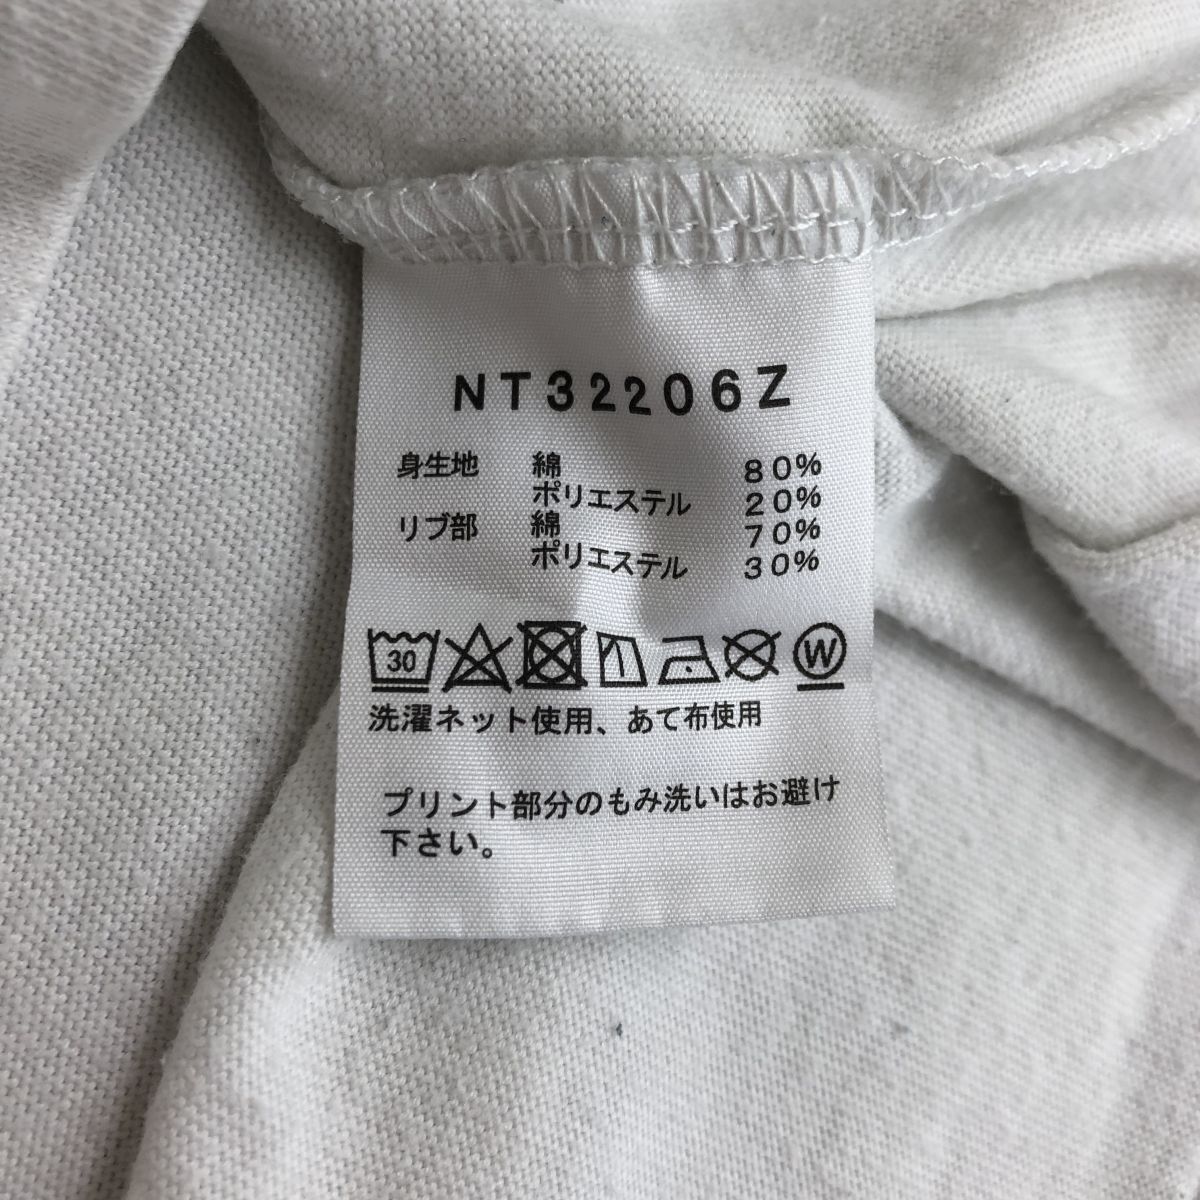 NT32206Z
身生地 綿 80%
ポリエステル 20%
リブ部 綿 70%
ポリエステル 30%
30 W
洗濯ネット使用、あて布使用
プリント部分のもみ洗いはお避け
下さい。